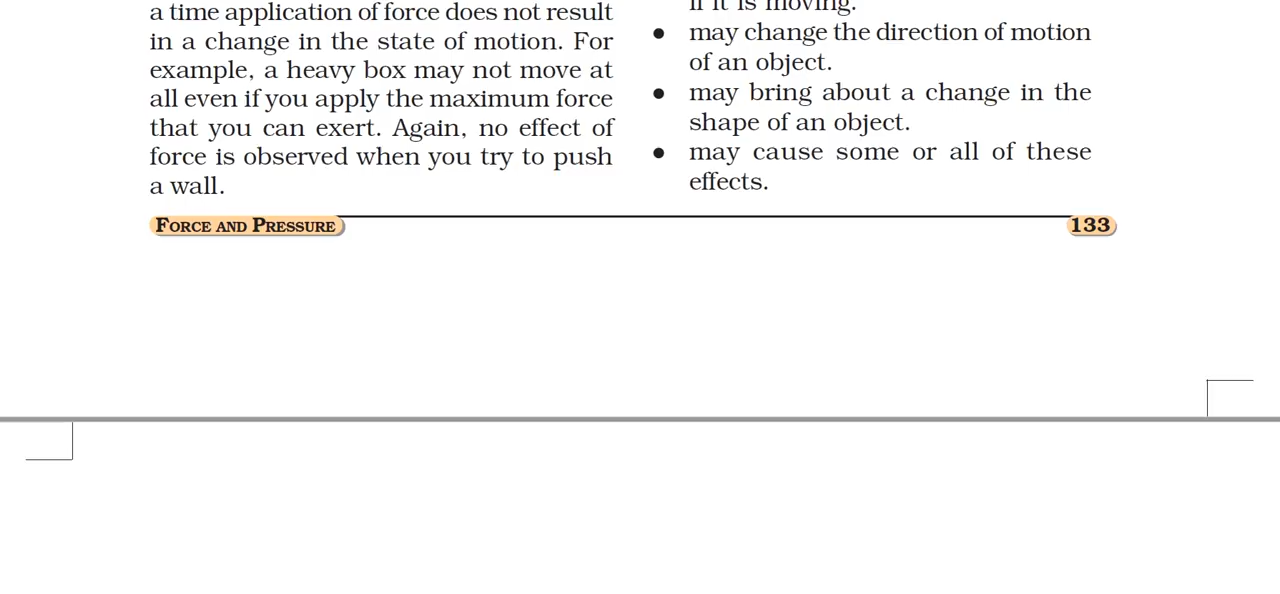 a time application of force does not result
in a change in the state of motion. For
example, a heavy box may not move at
all even if you apply the maximum force
that you can exert. Again, no effect of
force is observed when you try to push
a wall.
if it is moving.
● may change the direction of motion
of an object.
● may bring about a change in the
shape of an object.
● may cause some or all of these
effects.
FORCE AND PRESSURE
133